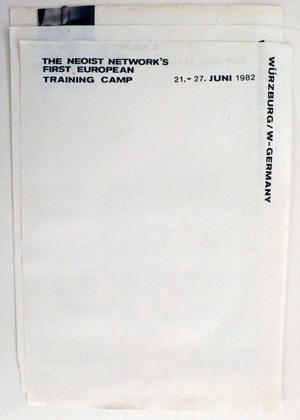 THE NEOIST NETWORK'S
FIRST EUROPEAN
TRAINING CAMP 21.-27. JUNI 1982
WÜRZBURG/W-GERMANY